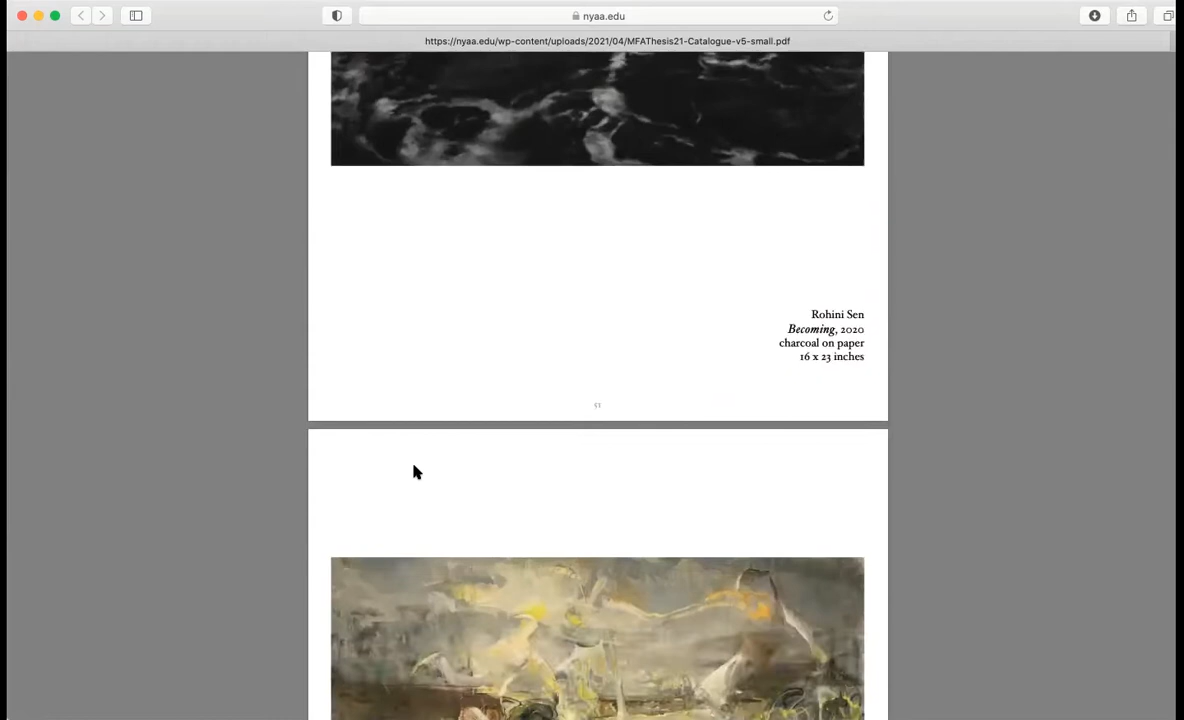 nyaa.edu
https://nyaa.edu/wp-content/uploads/2021/04/MFAThesis21-Catalogue-v5-small.pdf
Rohini Sen
Becoming, 2020
charcoal on paper
16 x 23 inches
51